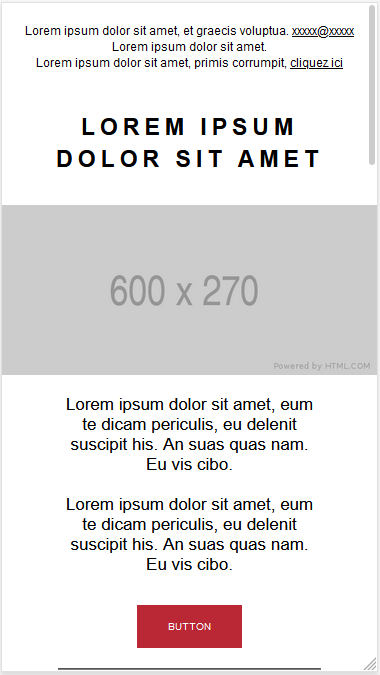 Lorem ipsum dolor sit amet, et graecis voluptua. xxxxx@xxxxx
Lorem ipsum dolor sit amet.
Lorem ipsum dolor sit amet, primis corrumpit, cliquez ici
LOREM IPSUM
DOLOR SIT AMET
600 x 270
Powered by HTML.COM
Lorem ipsum dolor sit amet, eum
te dicam periculis, eu delenit
suscipit his. An suas quas nam.
Eu vis cibo.
Lorem ipsum dolor sit amet, eum
te dicam periculis, eu delenit
suscipit his. An suas quas nam.
Eu vis cibo.
BUTTON